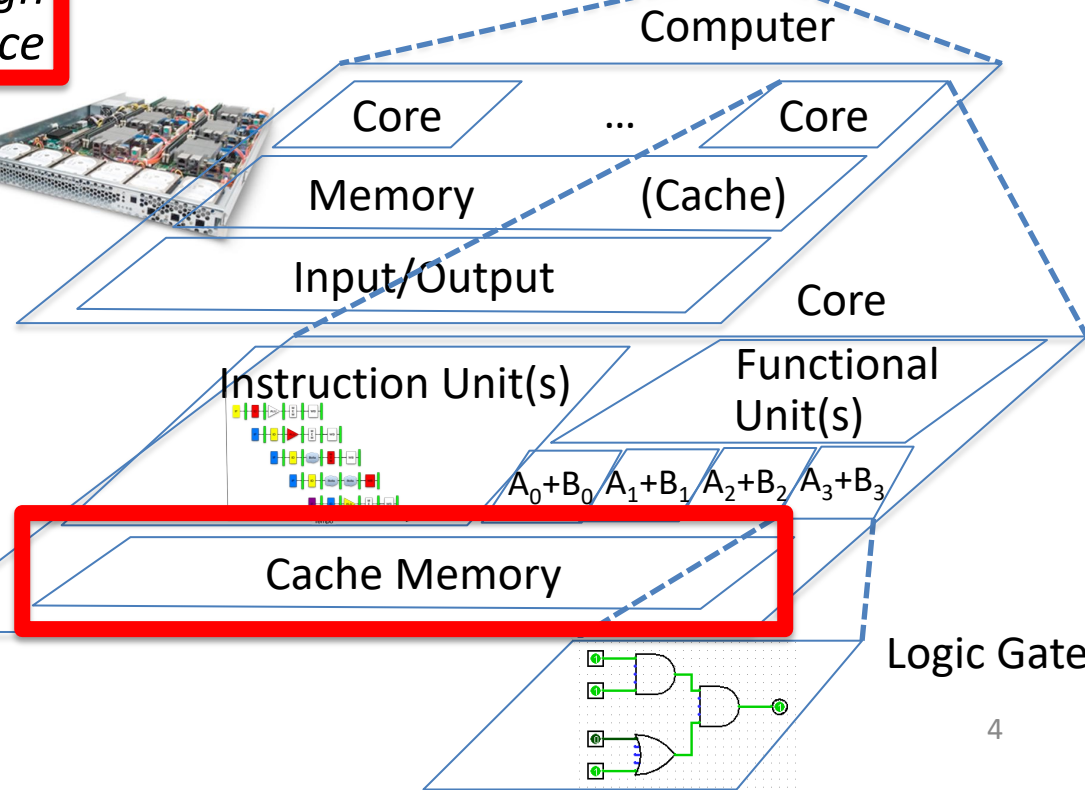 gn
ce
Computer
Core … Core
Memory (Cache)
Input/Output
Core
Instruction Unit(s)
Functional
Unit(s)
A₀+B₀ A₁+B₁ A₂+B₂ A₃+B₃
Cache Memory
Logic Gate
4